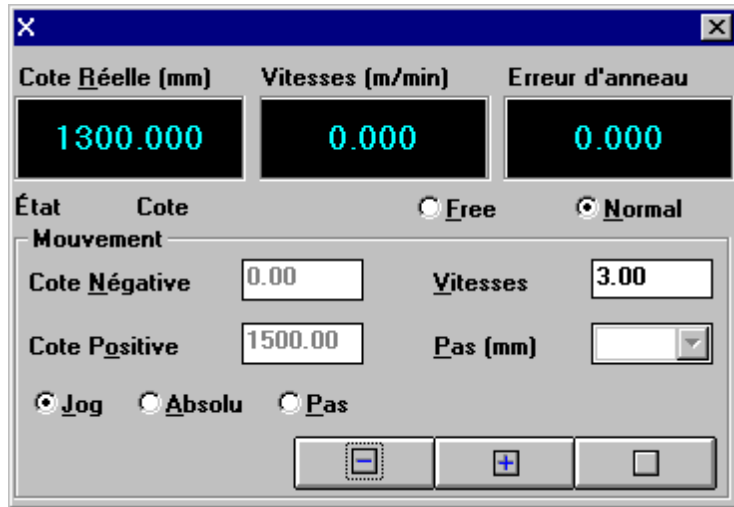 X
Cote Réelle (mm) Vitesses (m/min) Erreur d'anneau
1300.000 0.000 0.000
État Cote Free Normal
Mouvement
Cote Négative 0.00 Vitesses 3.00
Cote Positive 1500.00 Pas (mm)
Jog Absolu Pas